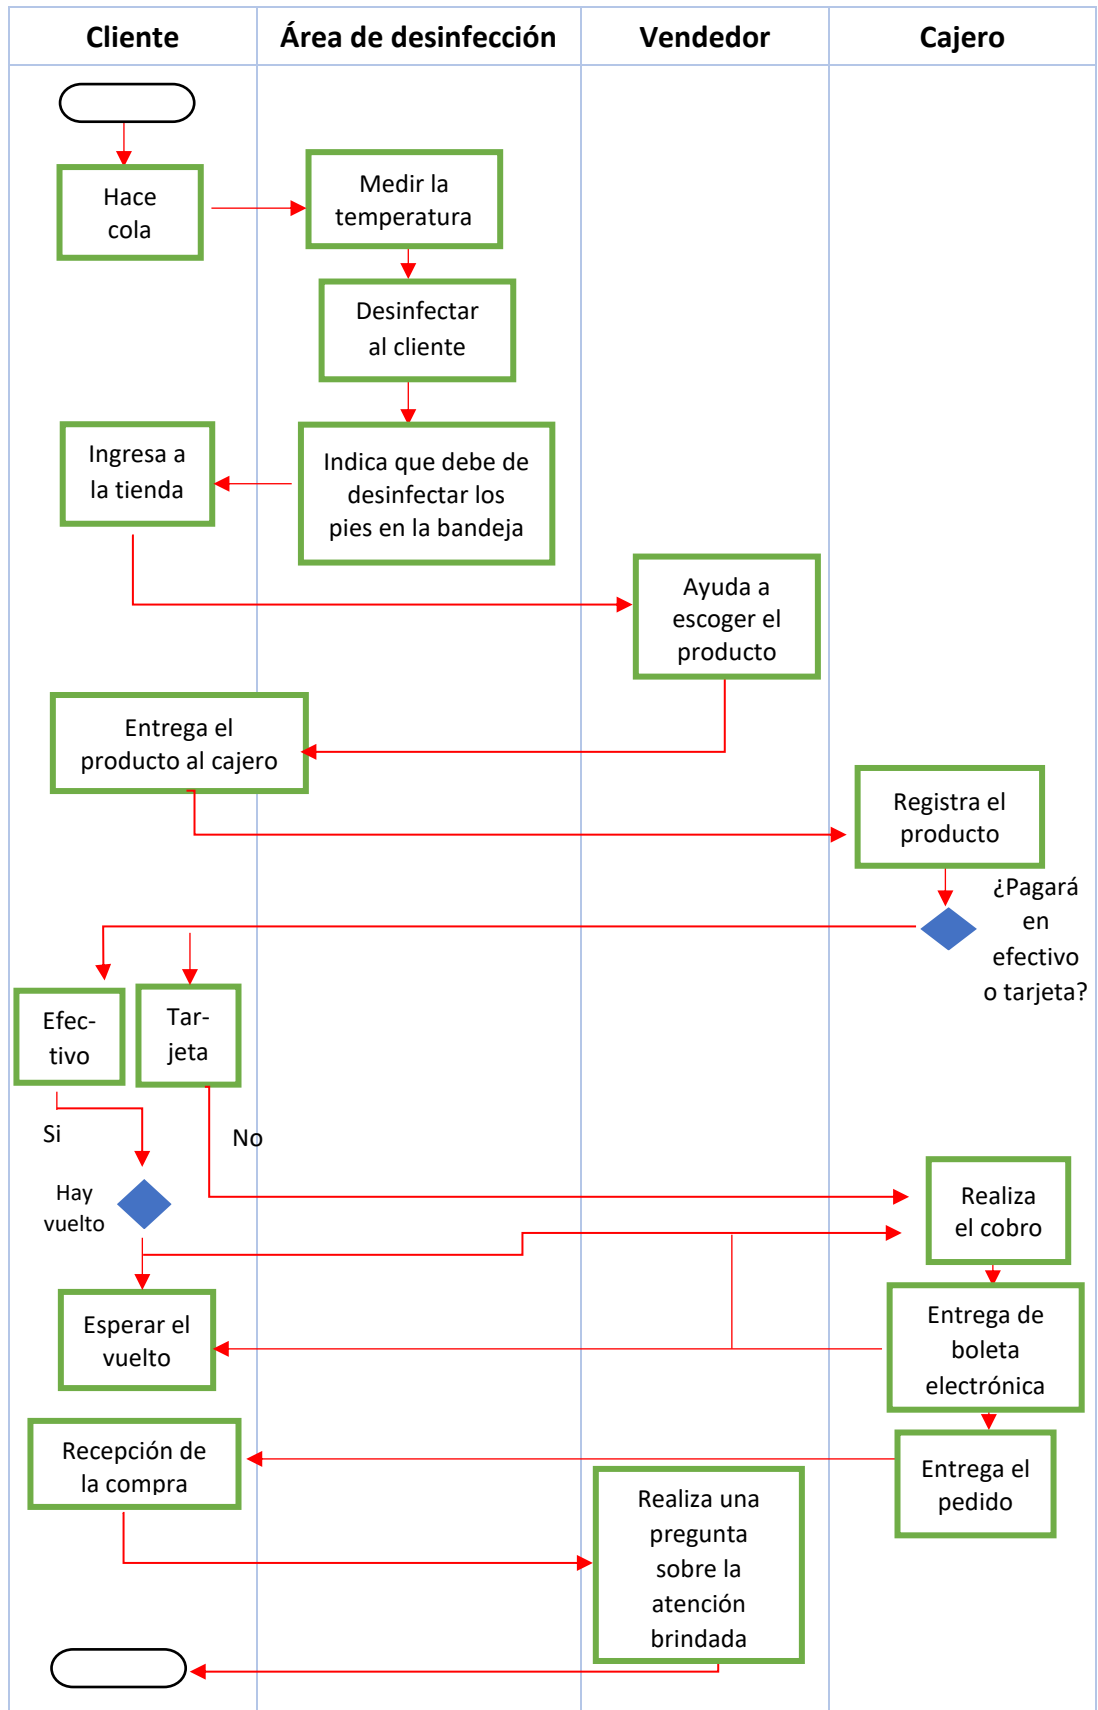 Cliente
Área de desinfección
Vendedor
Cajero
Hace
cola
Medir la
temperatura
Desinfectar
al cliente
Ingresa a
la tienda
Indica que debe de
desinfectar los
pies en la bandeja
Ayuda a
escoger el
producto
Entrega el
producto al cajero
Registra el
producto
¿Pagará
en
efectivo
o tarjeta?
Efec-
tivo
Tar-
jeta
Si
No
Hay
vuelto
Realiza
el cobro
Esperar el
vuelto
Entrega de
boleta
electrónica
Recepción de
la compra
Entrega el
pedido
Realiza una
pregunta
sobre la
atención
brindada